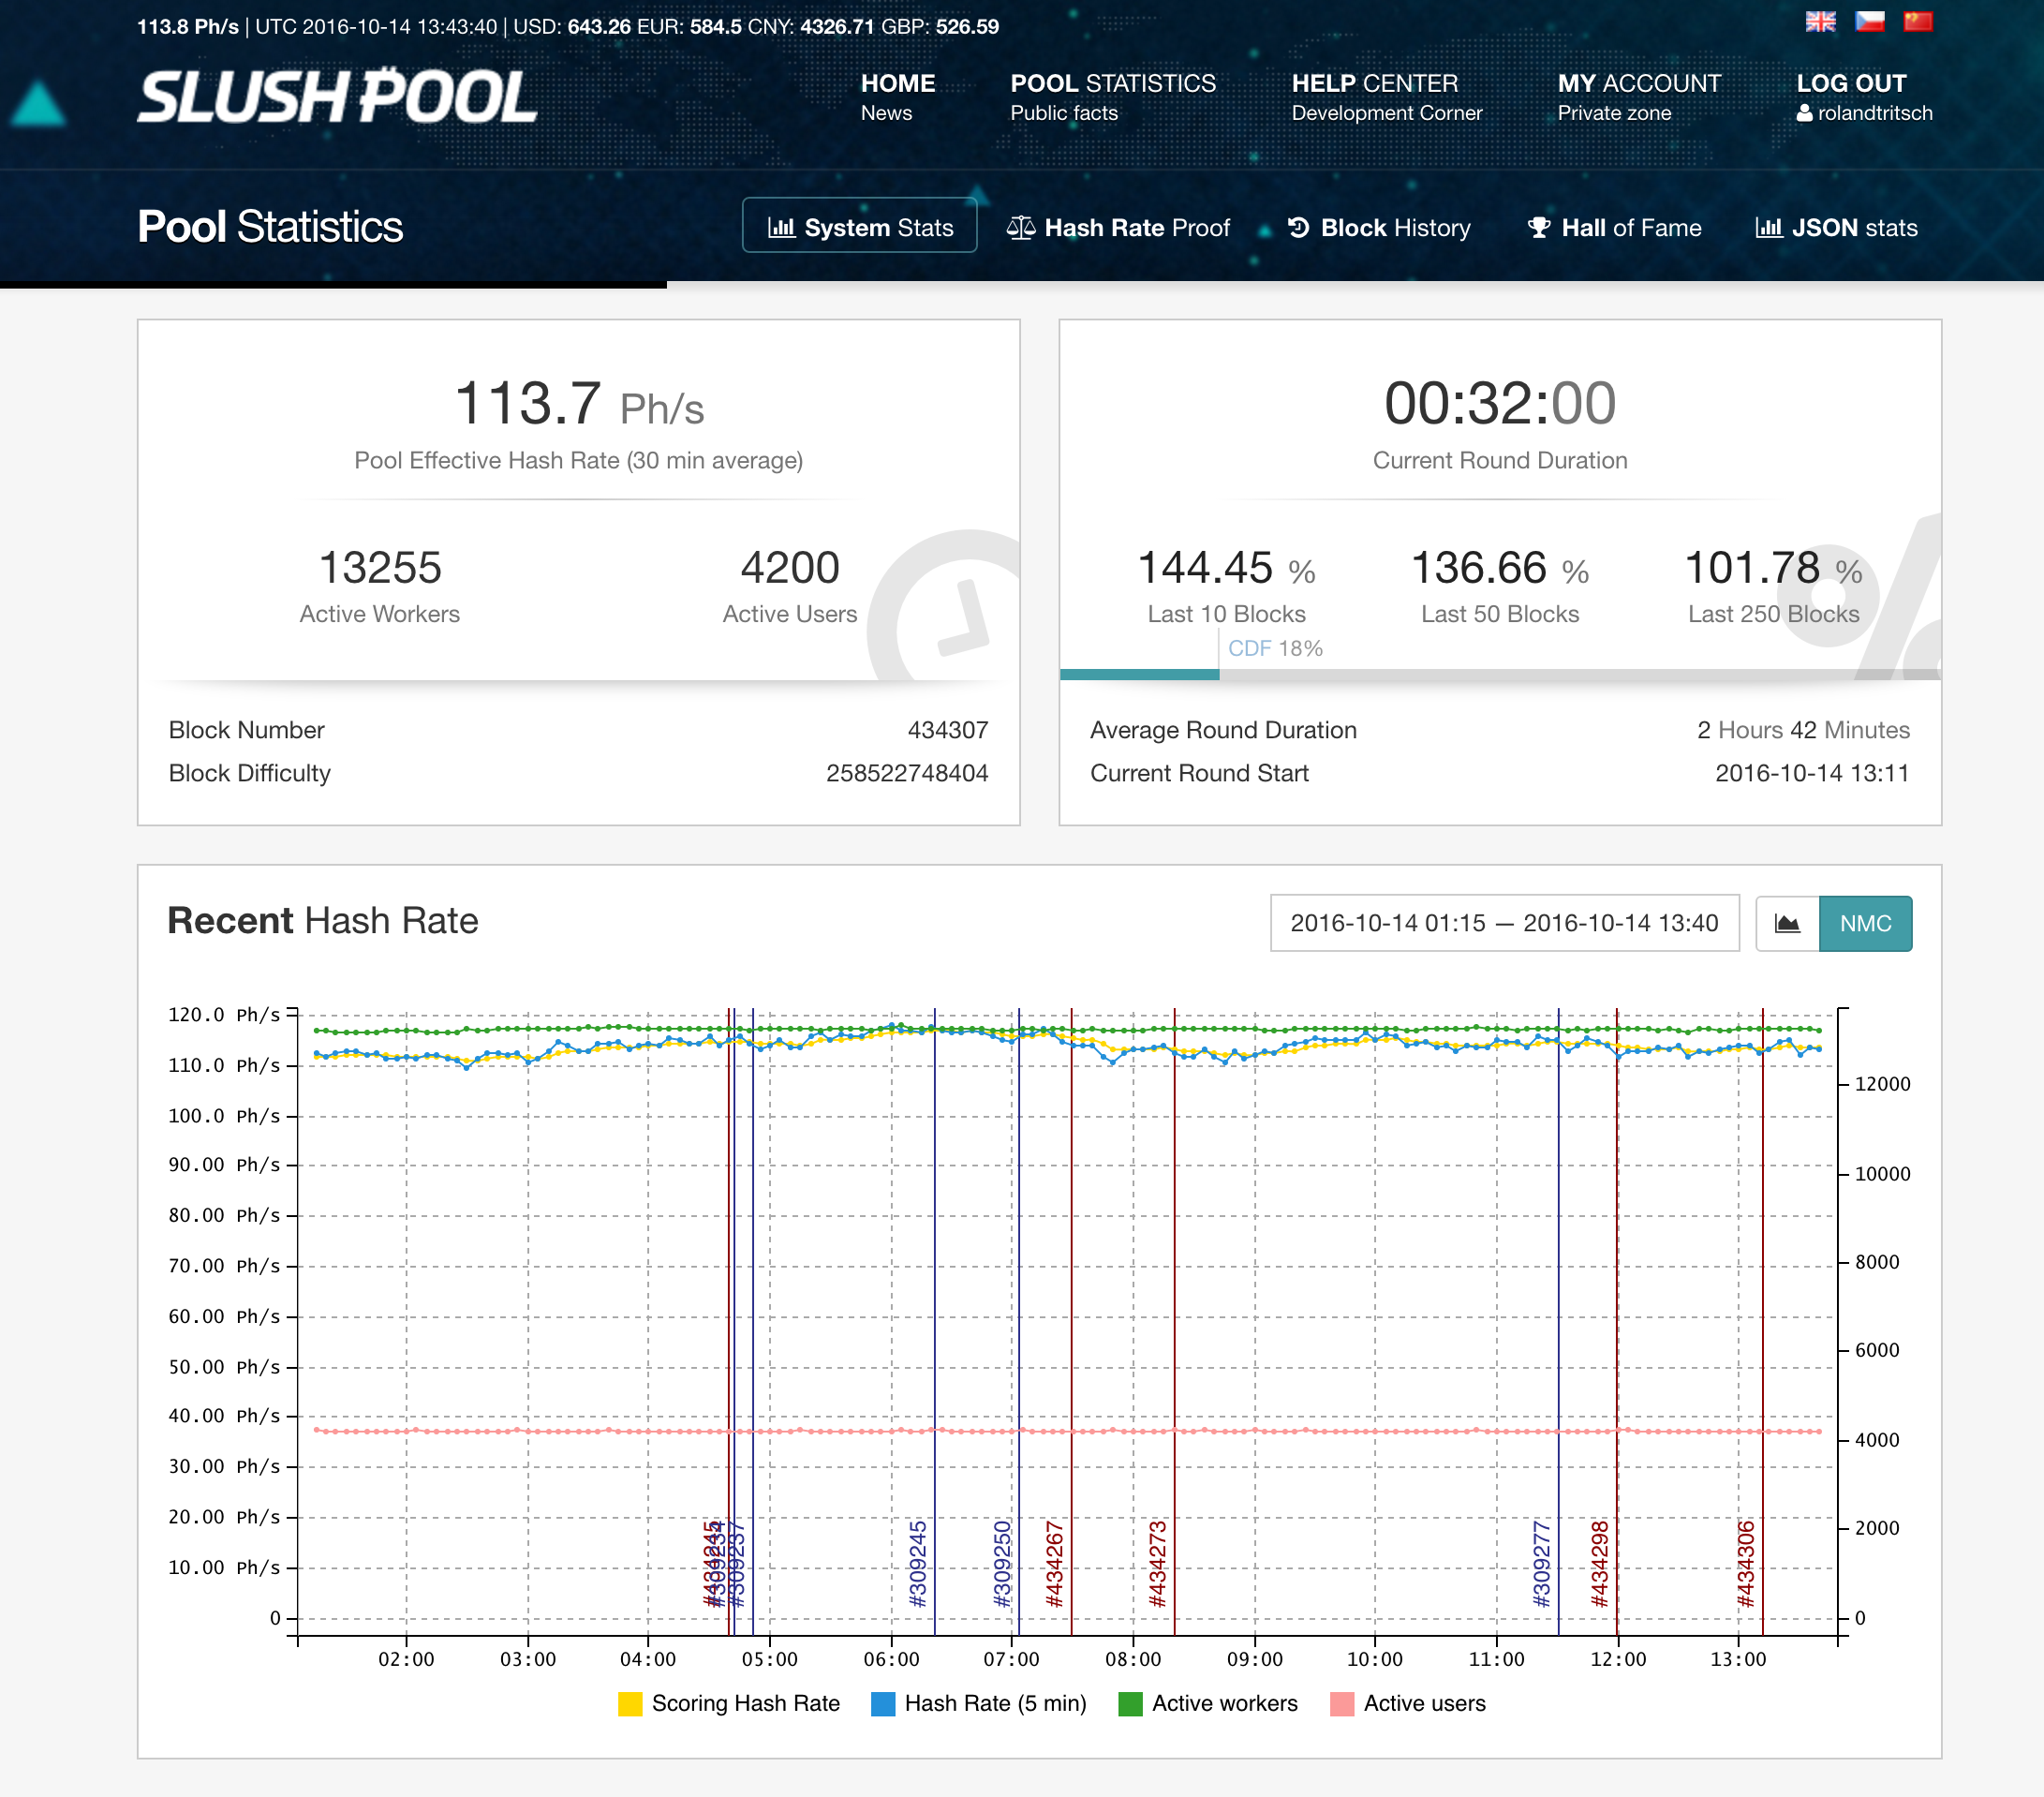 113.8 Ph/s | UTC 2016-10-14 13:43:40 | USD: 643.26 EUR: 584.5 CNY: 4326.71 GBP: 526.59
SLUSH POOL
HOME
News
POOL STATISTICS
Public facts
HELP CENTER
Development Corner
MY ACCOUNT
Private zone
LOG OUT
rolandtritsch
Pool Statistics
System Stats
Hash Rate Proof
Block History
Hall of Fame
JSON stats
113.7 Ph/s
Pool Effective Hash Rate (30 min average)
13255
Active Workers
4200
Active Users
Block Number 434307
Block Difficulty 258522748404
00:32:00
Current Round Duration
144.45 %
Last 10 Blocks
136.66 %
Last 50 Blocks
101.78 %
Last 250 Blocks
CDF 18%
Average Round Duration 2 Hours 42 Minutes
Current Round Start 2016-10-14 13:11
Recent Hash Rate
2016-10-14 01:15 — 2016-10-14 13:40
NMC
120.0 Ph/s
110.0 Ph/s
100.0 Ph/s
90.00 Ph/s
80.00 Ph/s
70.00 Ph/s
60.00 Ph/s
50.00 Ph/s
40.00 Ph/s
30.00 Ph/s
20.00 Ph/s
10.00 Ph/s
0
12000
10000
8000
6000
4000
2000
0
#309237
#309245
#309250
#434267
#434273
#309277
#434298
#434306
02:00 03:00 04:00 05:00 06:00 07:00 08:00 09:00 10:00 11:00 12:00 13:00
Scoring Hash Rate Hash Rate (5 min) Active workers Active users